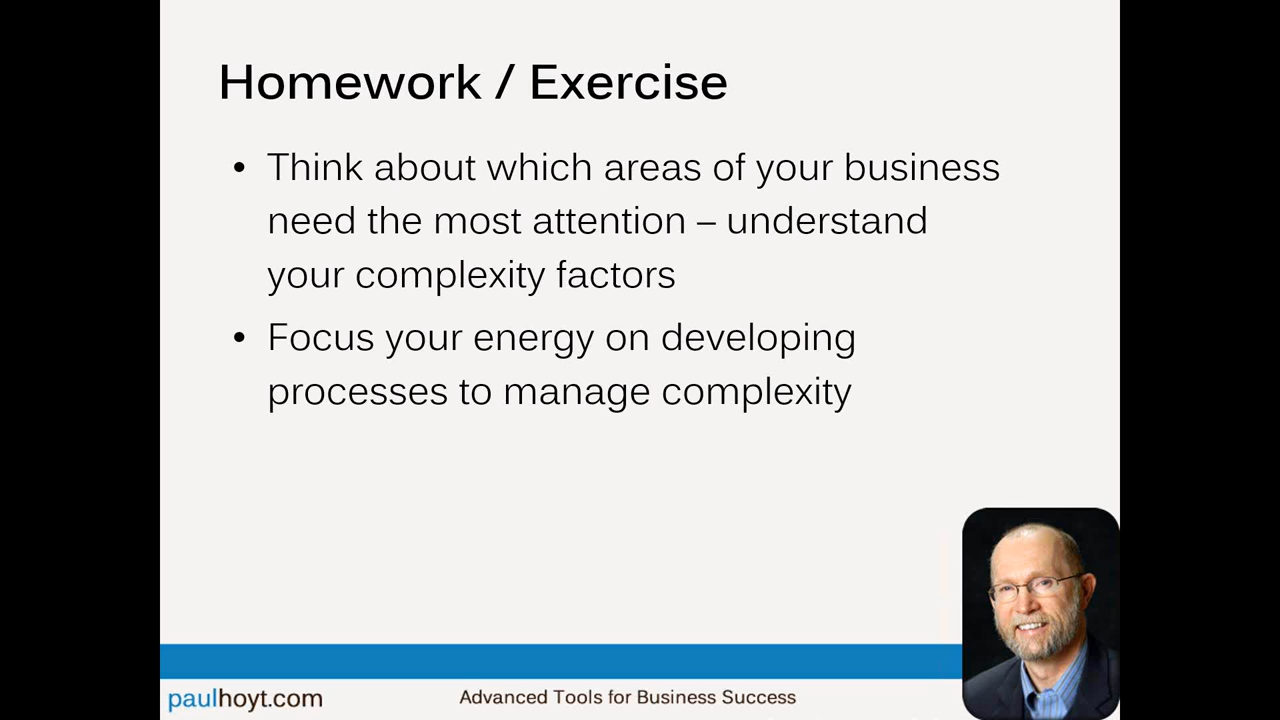 Homework / Exercise
• Think about which areas of your business
need the most attention – understand
your complexity factors
• Focus your energy on developing
processes to manage complexity
paulhoyt.com
Advanced Tools for Business Success